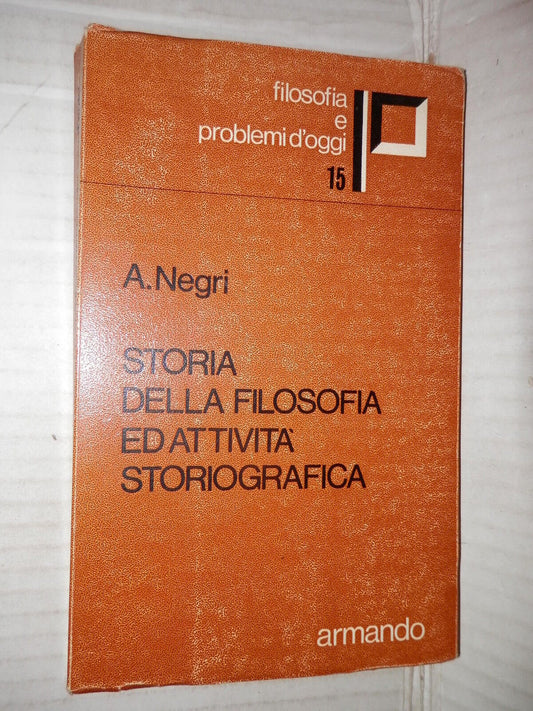 filosofia
e
problemi d'oggi
15
A. Negri
STORIA
DELLA FILOSOFIA
ED ATTIVITÀ
STORIOGRAFICA
armando